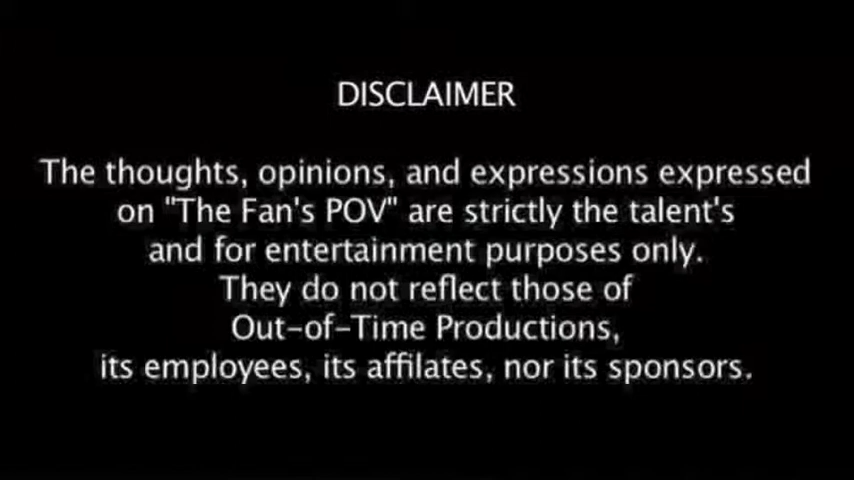 DISCLAIMER
The thoughts, opinions, and expressions expressed
on "The Fan's POV" are strictly the talent's
and for entertainment purposes only.
They do not reflect those of
Out-of-Time Productions,
its employees, its affilates, nor its sponsors.